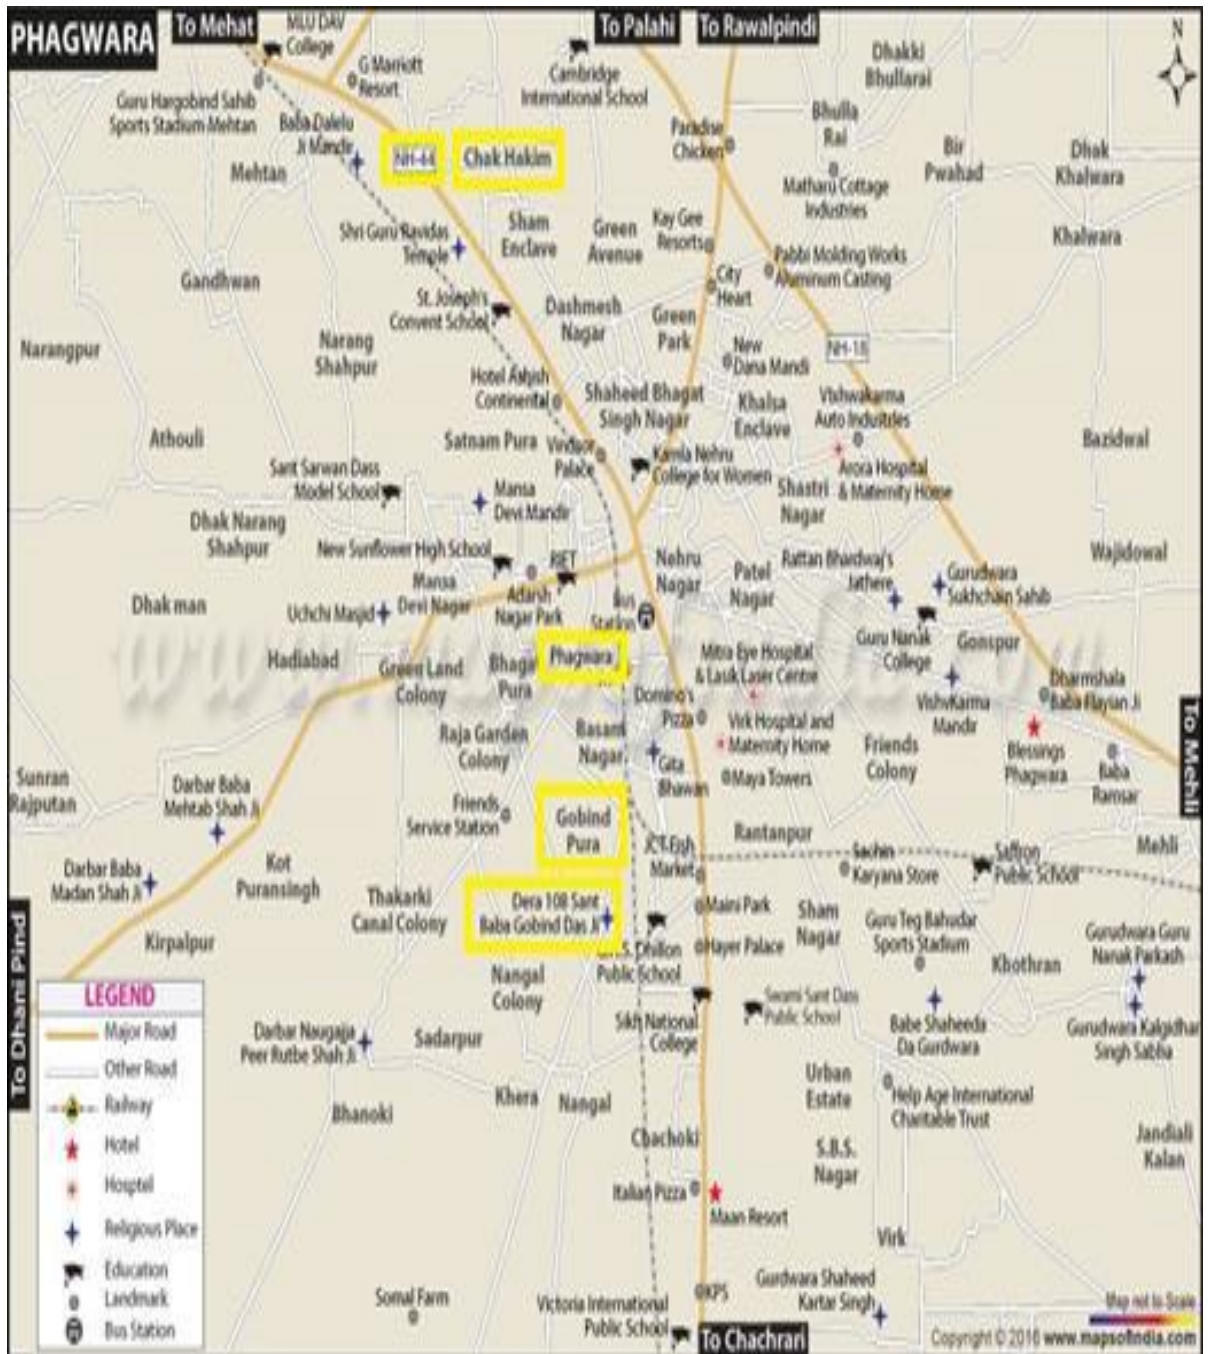 PHAGWARA
To Mehat
MLU DAV
College
To Palahi
To Rawalpindi
N
G Marriott
Resort
Cambridge
International School
Dhakki
Bhullarai
Guru Hargobind Sahib
Sports Stadium Mehtan
Baba Dalelu
Ji Mandir
NH-44
Chak Hakim
Paradise
Chicken
Bhulla
Rai
Bir
Pwahad
Dhak
Khalwara
Mehtan
Matharu Cottage
Industries
Shri Guru Ravidas
Temple
Sham
Enclave
Green
Avenue
Kay Gee
Resorts
Khalwara
Pabbi Molding Works
Aluminum Casting
Gandhwan
City
Heart
St. Joseph's
Convent School
Dashmesh
Nagar
Green
Park
Narangpur
Narang
Shahpur
New
Dana Mandi
NH-18
Hotel Ashish
Continental
Shaheed Bhagat
Singh Nagar
Khalsa
Enclave
Vishwakarma
Auto Industries
Athouli
Satnam Pura
Vindsor
Palace
Kamla Nehru
College for Women
Bazidwal
Sant Sarwan Dass
Model School
Mansa
Devi Mandir
Shastri
Nagar
Arora Hospital
& Maternity Home
Dhak Narang
Shahpur
New Sunflower High School
RIET
Nehru
Nagar
Patel
Nagar
Rattan Bhardwaj's
Jathere
Gurudwara
Sukhchain Sahib
Wajidowal
Mansa
Devi Nagar
Adarsh
Nagar Park
Bus
Station
Dhak man
Uchchi Masjid
Guru Nanak
College
Gonspur
Hadiabad
Green Land
Colony
Phagwara
Mitra Eye Hospital
& Lasik Laser Centre
Domino's
Pizza
Vishvkarma
Mandir
Dharmshala
Baba Flayian Ji
To Mehli
Raja Garden
Colony
Basant
Nagar
Virk Hospital and
Maternity Home
Friends
Colony
Blessings
Phagwara
Baba
Ramsar
Gita
Bhawan
Maya Towers
Sunran
Rajputan
Darbar Baba
Mehtab Shah Ji
Friends
Service Station
Gobind
Pura
Rantanpur
Mehli
JCT Fish
Market
Sachin
Karyana Store
Saffron
Public School
Darbar Baba
Madan Shah Ji
Kot
Puransingh
Thakarki
Canal Colony
Dera 108 Sant
Baba Gobind Das Ji
Maini Park
Sham
Nagar
Guru Teg Bahudar
Sports Stadium
Gurudwara Guru
Nanak Parkash
Kirpalpur
Dhillon
Public School
Hayer Palace
Khothran
Nangal
Colony
To Dhani Pind
LEGEND
Major Road
Other Road
Railway
Hotel
Hosptel
Religious Place
Education
Landmark
Bus Station
Swami Sant Dass
Public School
Darbar Naugajja
Peer Rutbe Shah Ji
Sadarpur
Sikh National
College
Babe Shaheeda
Da Gurdwara
Gurudwara Kalgidhar
Singh Sabha
Urban
Estate
Help Age International
Charitable Trust
Khera
Nangal
Bhanoki
Chachoki
S.B.S.
Nagar
Jandiali
Kalan
Italian Pizza
Maan Resort
Virk
Somal Farm
KPS
Gurdwara Shaheed
Kartar Singh
Victoria International
Public School
To Chachrari
Map not to Scale
Copyright © 2016 www.mapsofindia.com